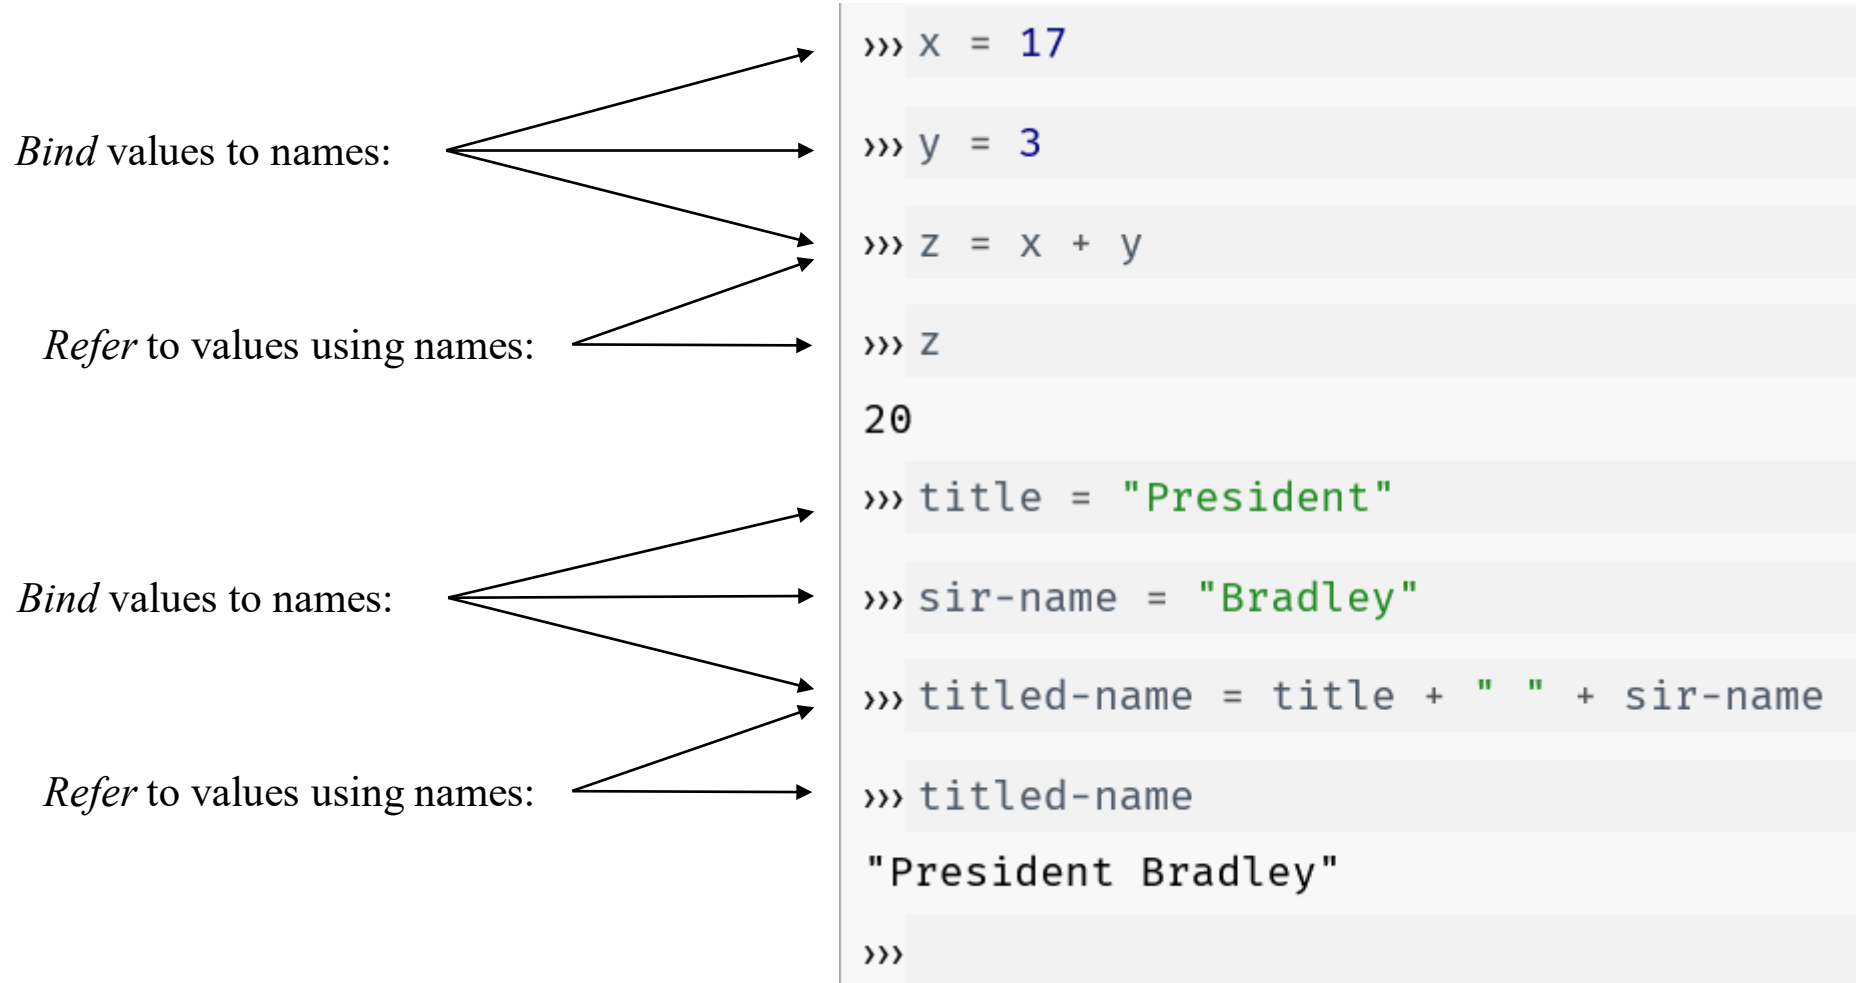 ››› x = 17
Bind values to names:
››› y = 3
››› z = x + y
Refer to values using names:
››› z
20
››› title = "President"
Bind values to names:
››› sir-name = "Bradley"
››› titled-name = title + " " + sir-name
Refer to values using names:
››› titled-name
"President Bradley"
›››